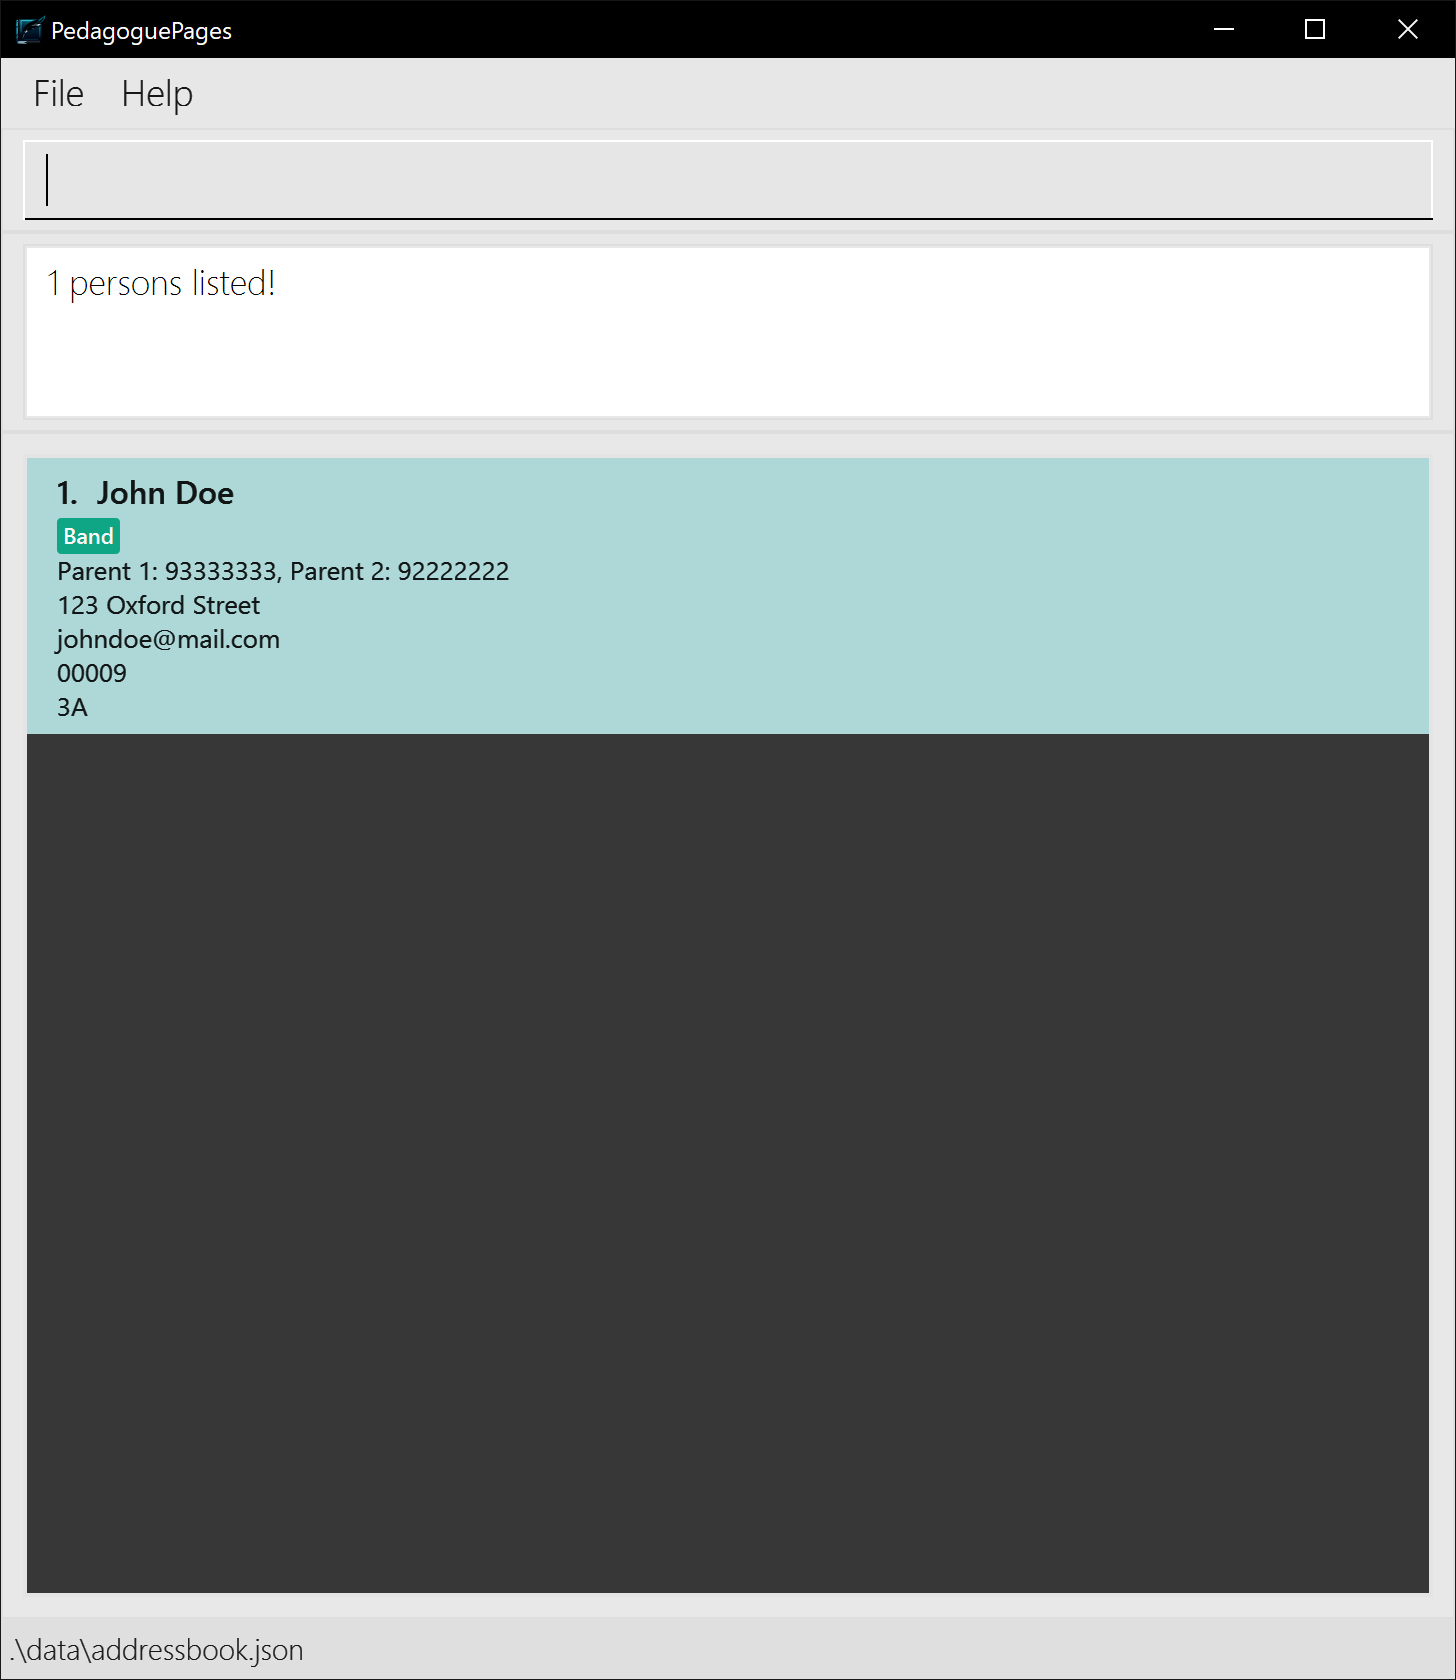 PedagoguePages
File Help
1 persons listed!
1. John Doe
Band
Parent 1: 93333333, Parent 2: 92222222
123 Oxford Street
johndoe@mail.com
00009
3A
.\data\addressbook.json